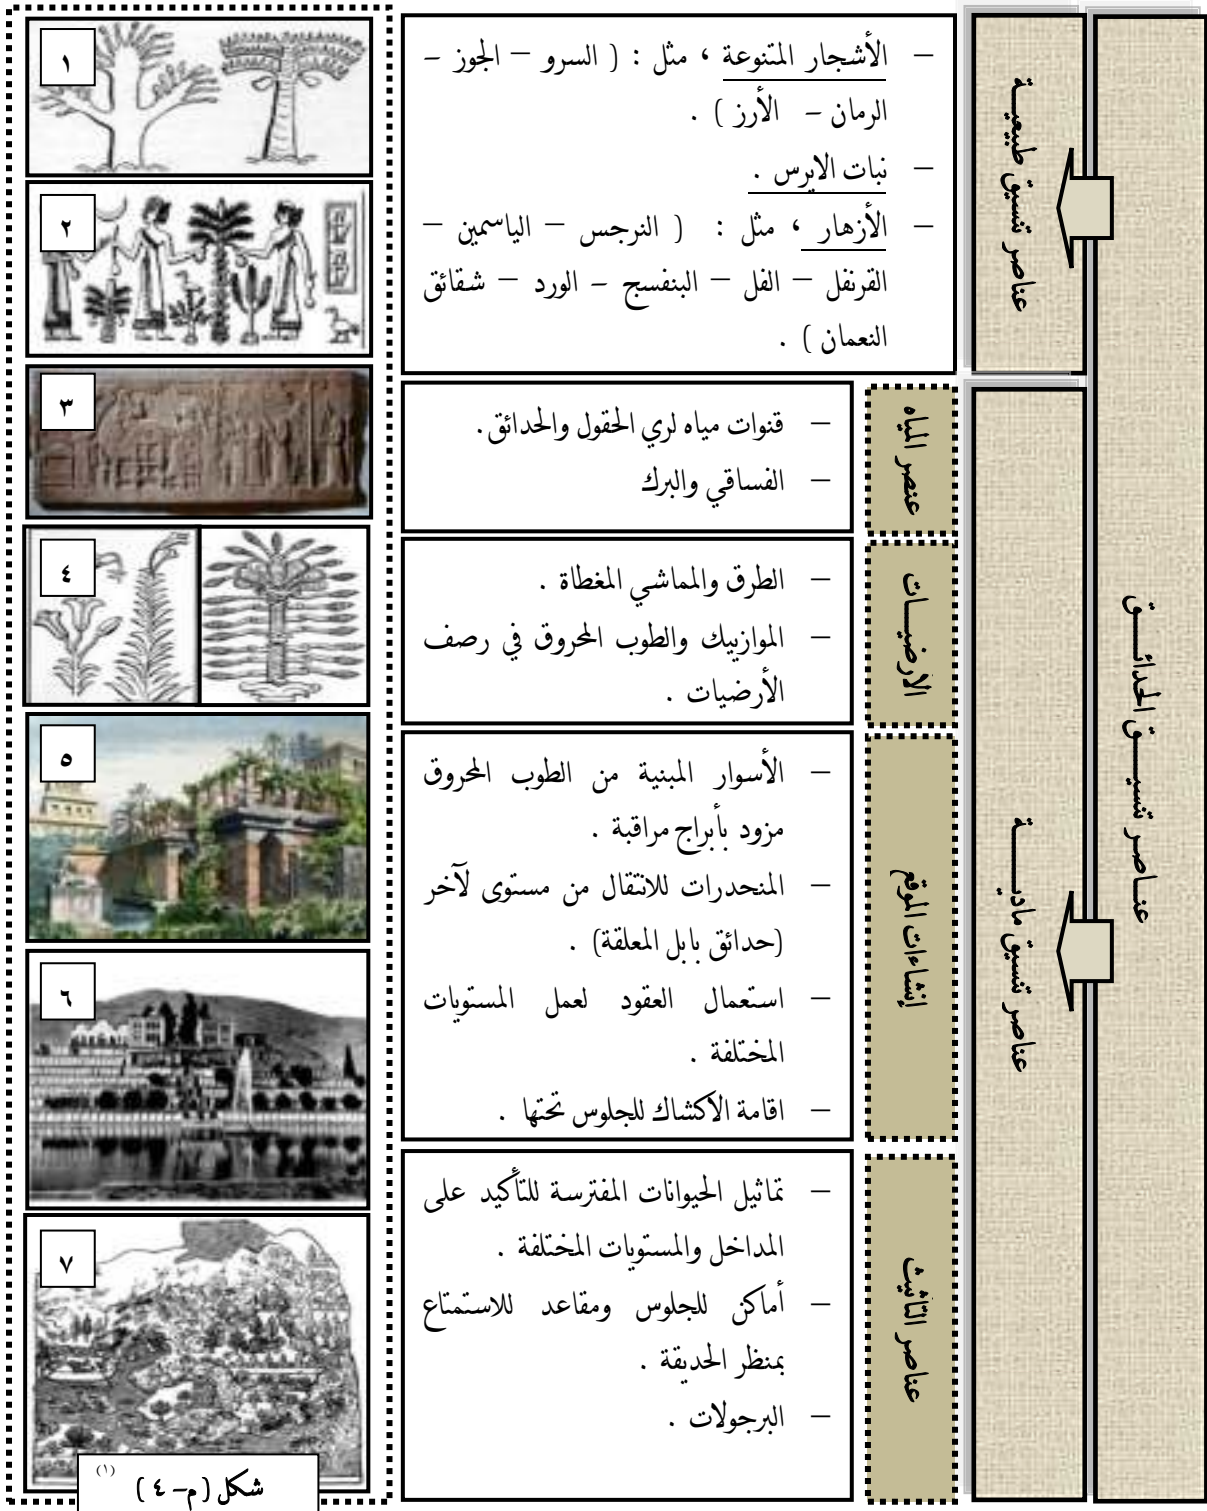 عناصر تنسيق الحدائق
عناصر تنسيق طبيعية
– الأشجار المتنوعة ، مثل : ( السرو – الجوز –
الرمان – الأرز ) .
– نبات الايرس .
– الأزهار ، مثل : ( النرجس – الياسمين –
القرنفل – الفل – البنفسج – الورد – شقائق
النعمان ) .
عناصر تنسيق مادية
عنصر المياه
– قنوات مياه لري الحقول والحدائق.
– الفساقي والبرك
الأرضيات
– الطرق والمماشي المغطاة .
– الموازييك والطوب المحروق في رصف
الأرضيات .
إنشاءات الموقع
– الأسوار المبنية من الطوب المحروق
مزود بأبراج مراقبة .
– المنحدرات للانتقال من مستوى لآخر
(حدائق بابل المعلقة) .
– استعمال العقود لعمل المستويات
المختلفة .
– اقامة الأكشاك للجلوس تحتها .
عناصر التأثيث
– تماثيل الحيوانات المفترسة للتأكيد على
المداخل والمستويات المختلفة .
– أماكن للجلوس ومقاعد للاستمتاع
بمنظر الحديقة .
– البرجولات .
١
٢
٣
٤
٥
٦
٧
شكل ( م- ٤ ) (١)